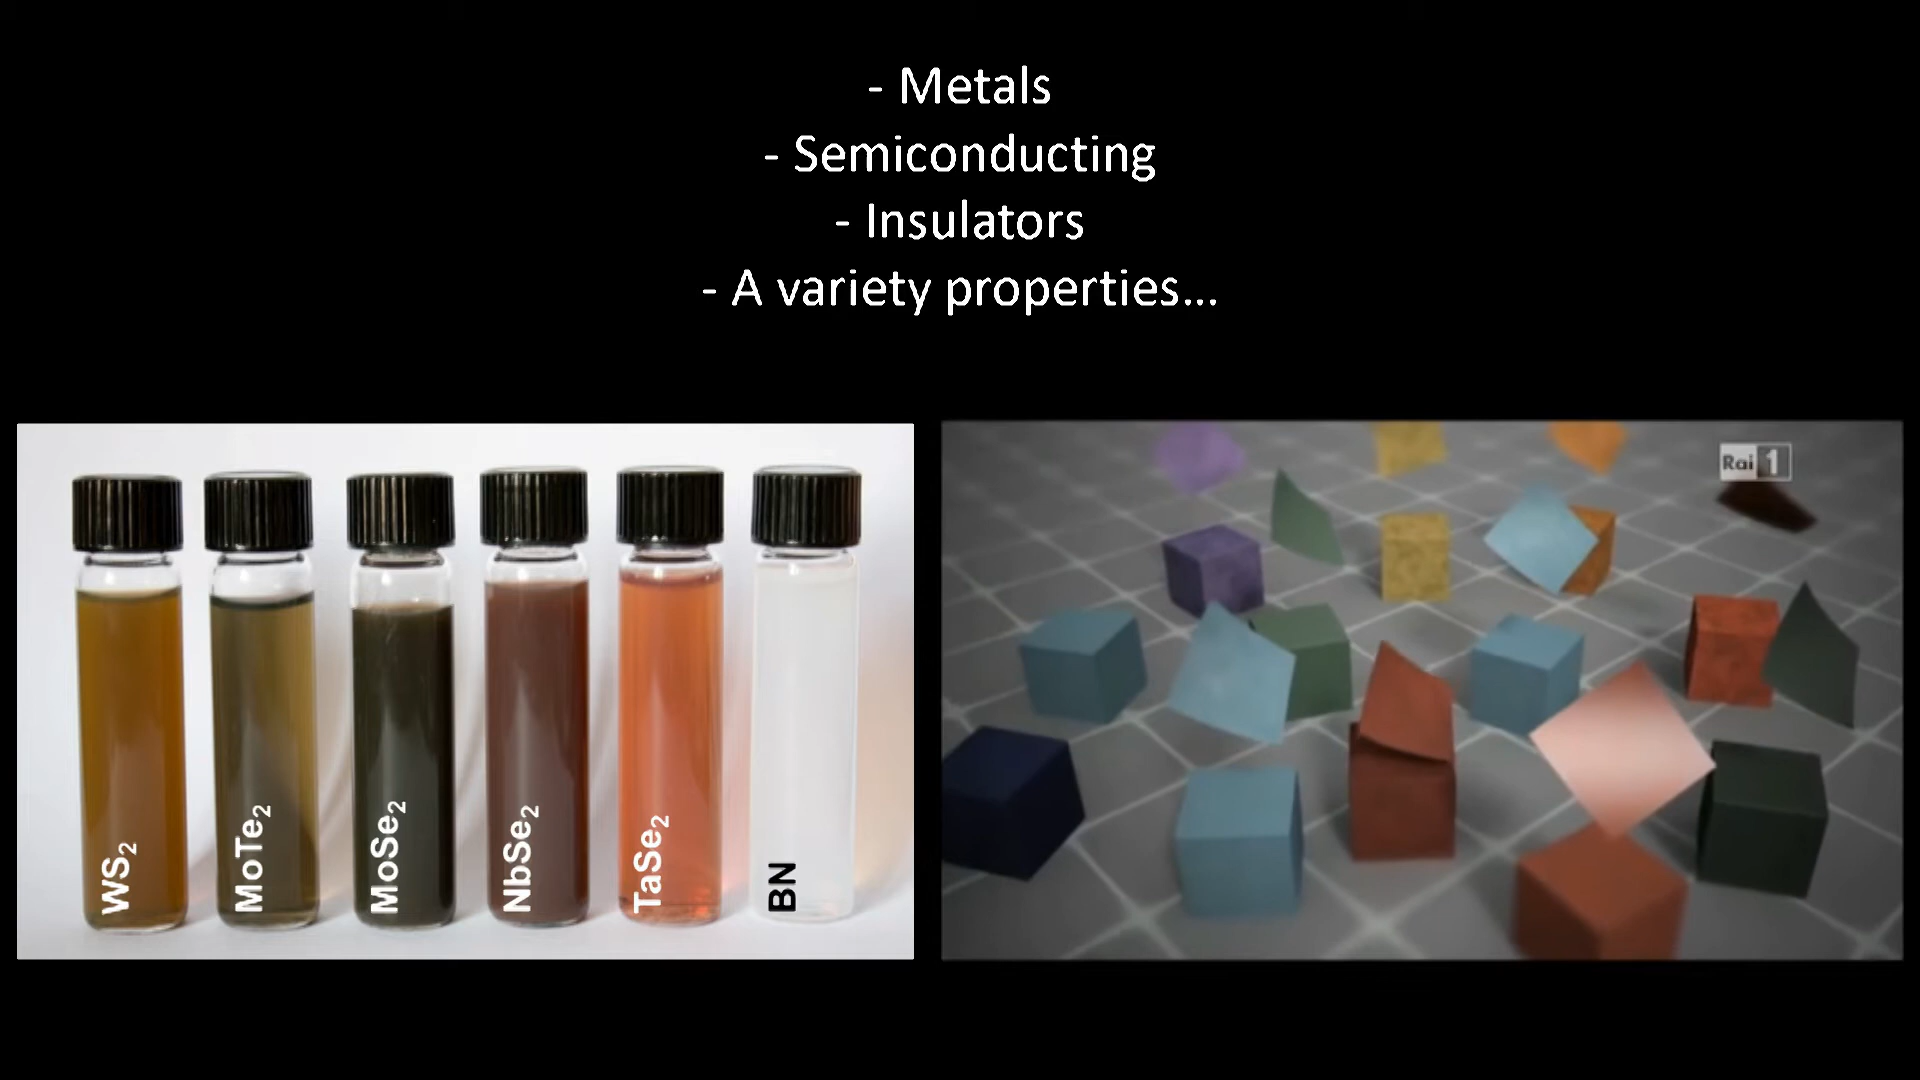 - Metals
- Semiconducting
- Insulators
- A variety properties...
WS₂
MoTe₂
MoSe₂
NbSe₂
TaSe₂
BN
Rai 1